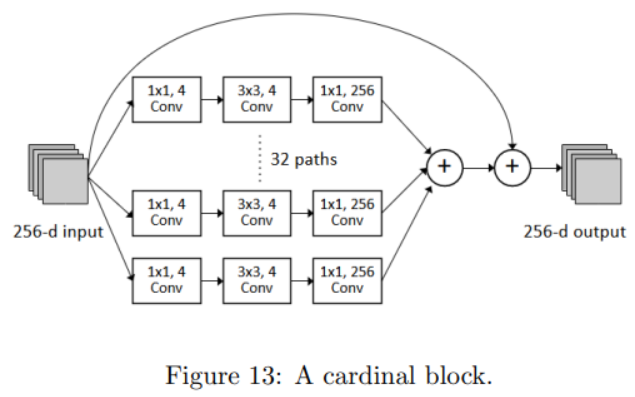 1x1, 4
Conv
3x3, 4
Conv
1x1, 256
Conv
32 paths
1x1, 4
Conv
3x3, 4
Conv
1x1, 256
Conv
+
+
256-d input
256-d output
1x1, 4
Conv
3x3, 4
Conv
1x1, 256
Conv
Figure 13: A cardinal block.